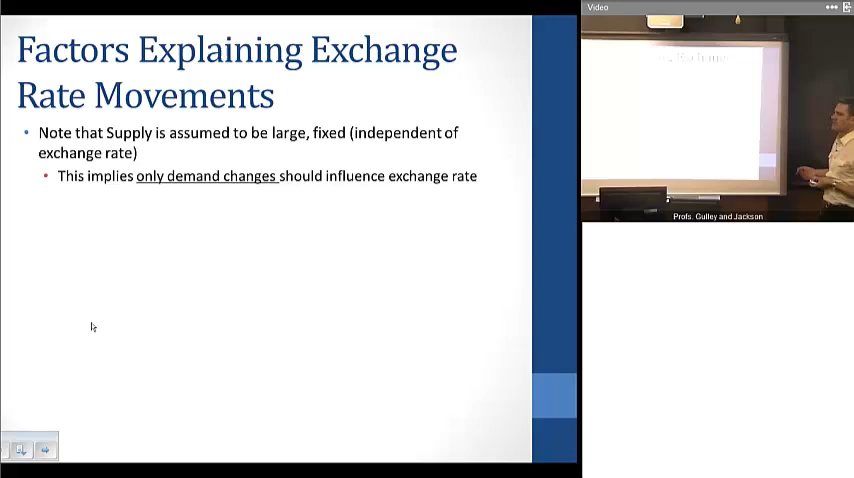 Factors Explaining Exchange
Rate Movements
• Note that Supply is assumed to be large, fixed (independent of
exchange rate)
• This implies only demand changes should influence exchange rate
Video
Profs. Gulley and Jackson